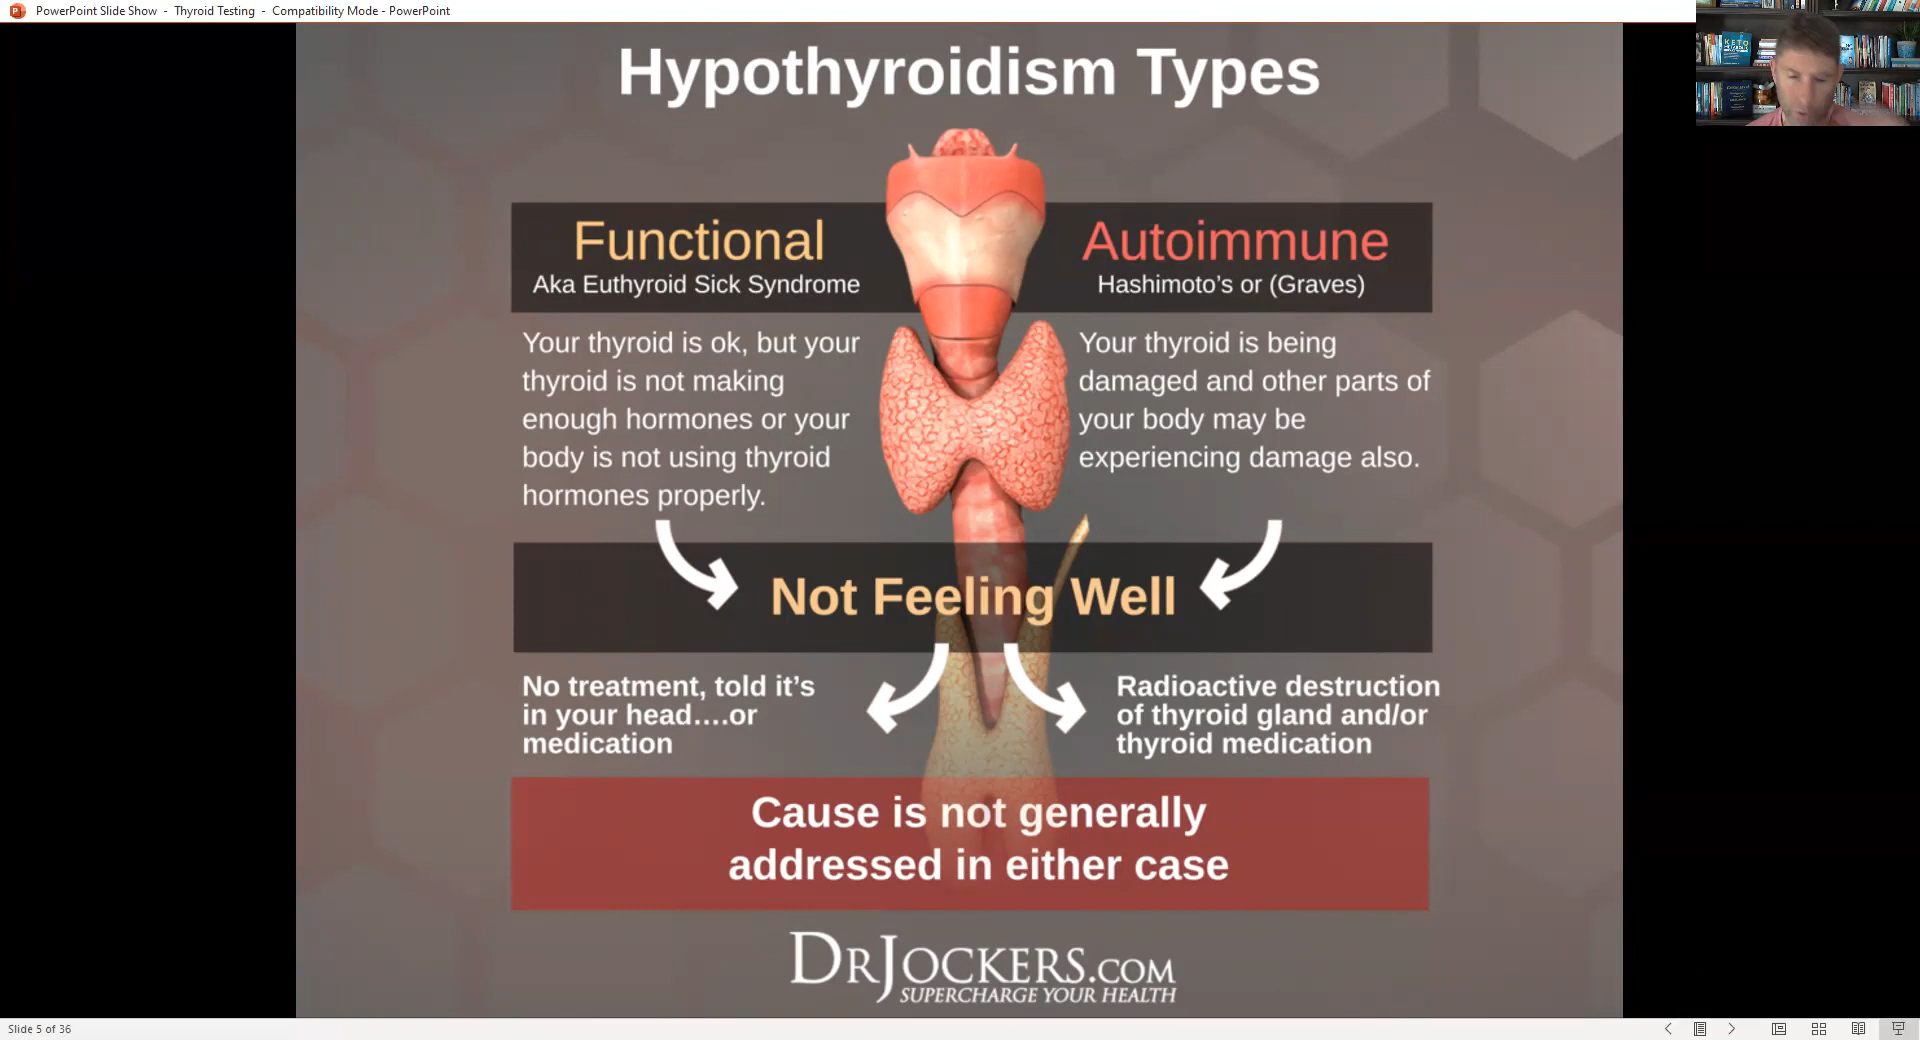 PowerPoint Slide Show - Thyroid Testing - Compatibility Mode - PowerPoint
Hypothyroidism Types
Functional
Aka Euthyroid Sick Syndrome
Your thyroid is ok, but your
thyroid is not making
enough hormones or your
body is not using thyroid
hormones properly.
Autoimmune
Hashimoto's or (Graves)
Your thyroid is being
damaged and other parts of
your body may be
experiencing damage also.
Not Feeling Well
No treatment, told it's
in your head....or
medication
Radioactive destruction
of thyroid gland and/or
thyroid medication
Cause is not generally
addressed in either case
DRJOCKERS.COM
SUPERCHARGE YOUR HEALTH
KETO
Slide 5 of 36